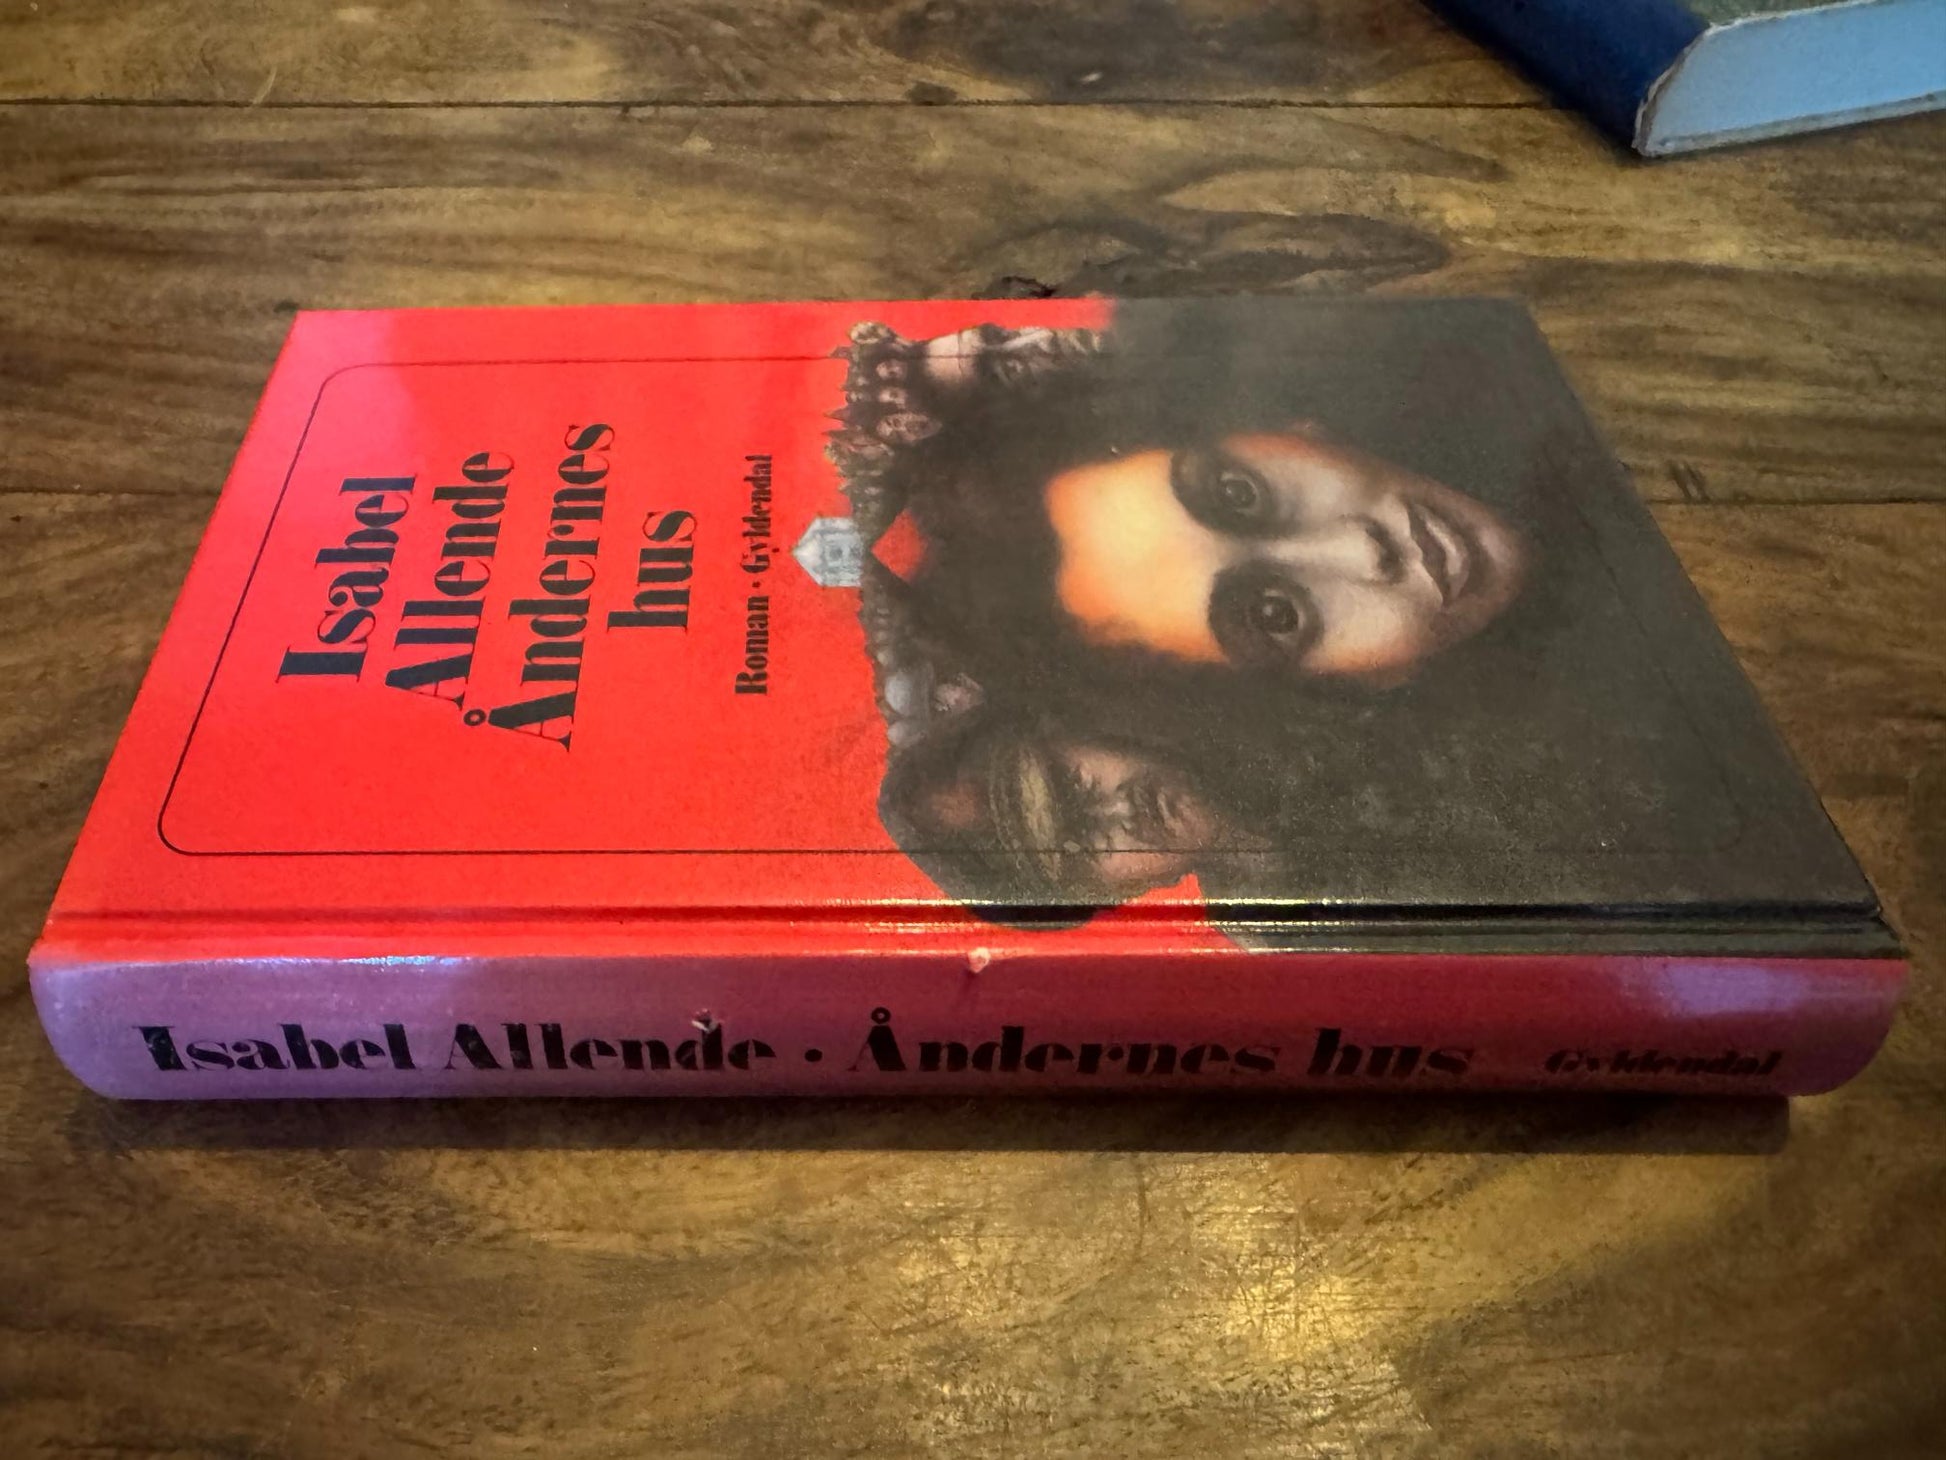 Isabel
Allende
Åndernes
hus
Roman · Gyldendal
Isabel Allende · Åndernes hus Gyldendal